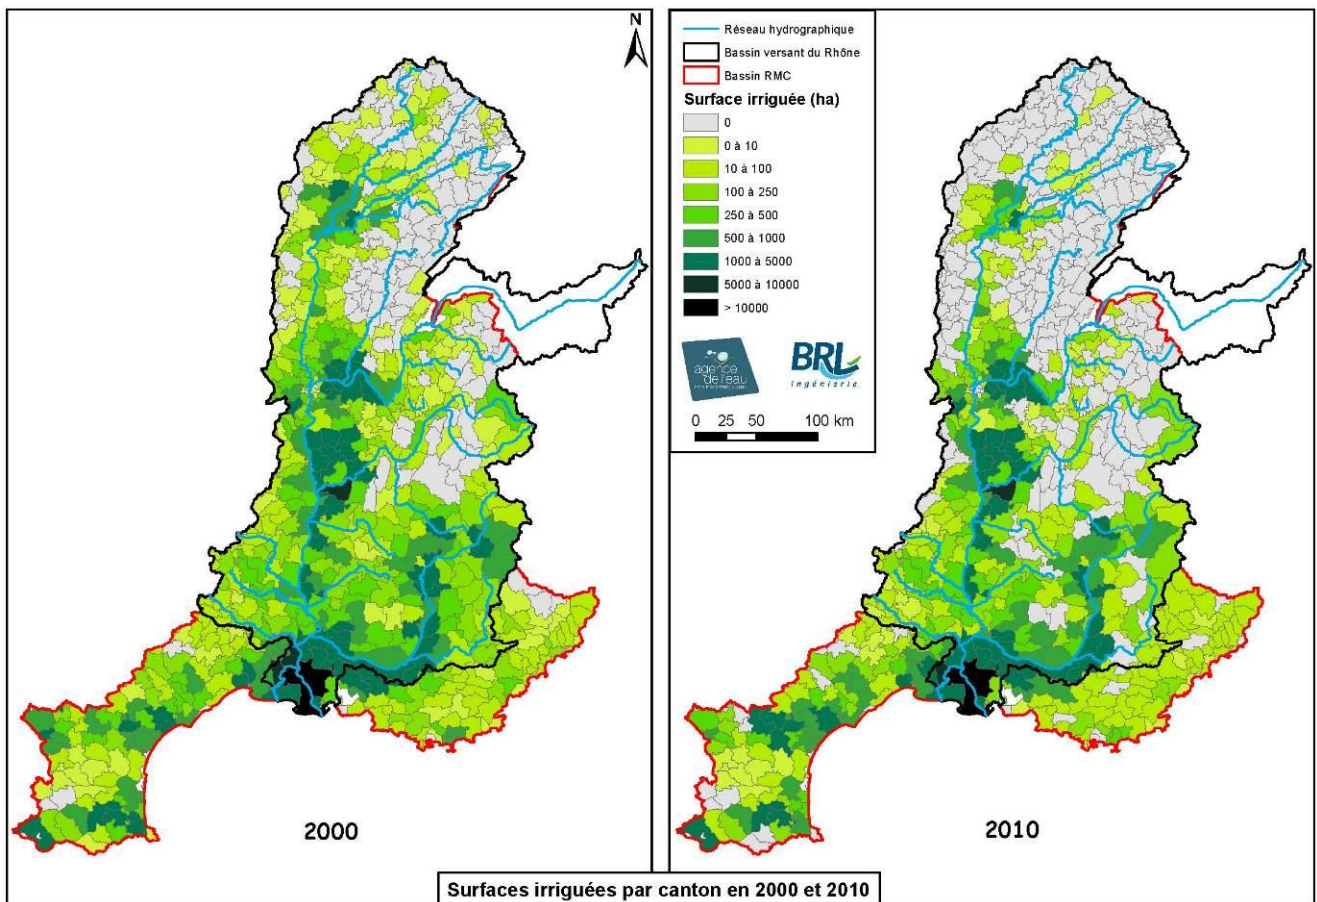 N
Réseau hydrographique
Bassin versant du Rhône
Bassin RMC
Surface irriguée (ha)
0
0 à 10
10 à 100
100 à 250
250 à 500
500 à 1000
1000 à 5000
5000 à 10000
> 10000
agence
de l'eau
BRL
Ingénierie
0 25 50 100 km
2000
2010
Surfaces irriguées par canton en 2000 et 2010